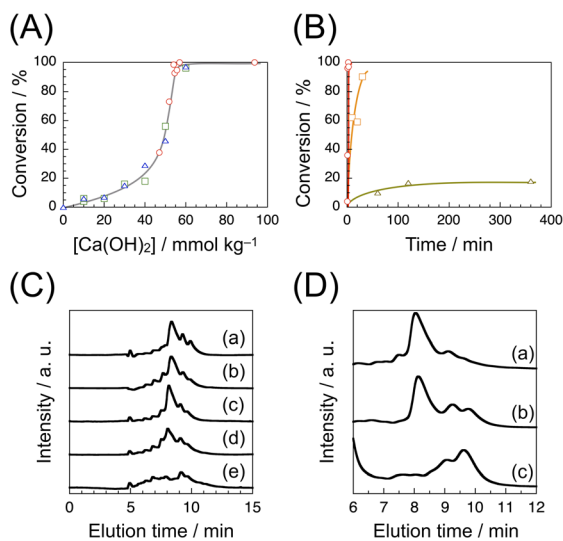 (A)
Conversion / %
100
80
60
40
20
0
0 20 40 60 80 100
[Ca(OH)₂] / mmol kg⁻¹
(B)
Conversion / %
100
80
60
40
20
0
0 100 200 300 400
Time / min
(C)
Intensity / a. u.
(a)
(b)
(c)
(d)
(e)
0 5 10 15
Elution time / min
(D)
Intensity / a. u.
(a)
(b)
(c)
6 7 8 9 10 11 12
Elution time / min